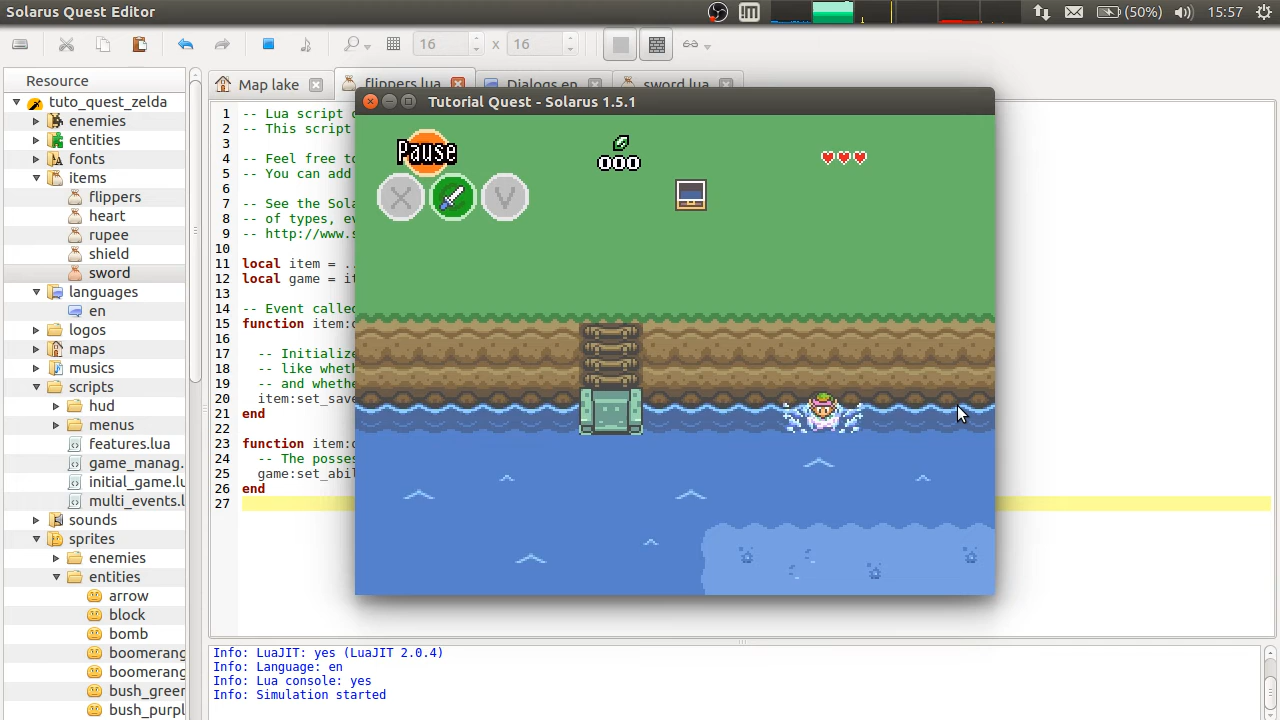 Solarus Quest Editor
(50%)
15:57
16 x 16
Resource
Map lake
flippers.lua
Dialogs en
sword.lua
tuto_quest_zelda
enemies
entities
fonts
items
flippers
heart
rupee
shield
sword
languages
en
logos
maps
musics
scripts
hud
menus
features.lua
game_manag.
initial_game.lu
multi_events.l
sounds
sprites
enemies
entities
arrow
block
bomb
boomerang
boomerang
bush_green
bush_purpl
1 -- Lua script o
2 -- This script
3
4 -- Feel free to
5 -- You can add
6
7 -- See the Sola
8 -- of types, ev
9 -- http://www.s
10
11 local item = ..
12 local game = it
13
14 -- Event called
15 function item:o
16
17 -- Initialize
18 -- like whethe
19 -- and whethe
20 item:set_save
21 end
22
23 function item:o
24 -- The posses
25 game:set_abil
26 end
27
Tutorial Quest - Solarus 1.5.1
Pause
000
X
V
Info: LuaJIT: yes (LuaJIT 2.0.4)
Info: Language: en
Info: Lua console: yes
Info: Simulation started